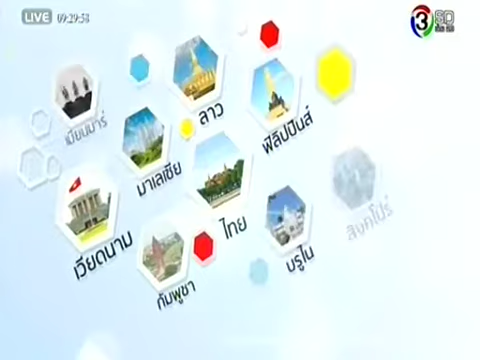 LIVE 09:29:58
3 HD
เมียนมาร์
ลาว
ฟิลิปปินส์
มาเลเซีย
ไทย
สิงคโปร์
เวียดนาม
กัมพูชา
บรูไน